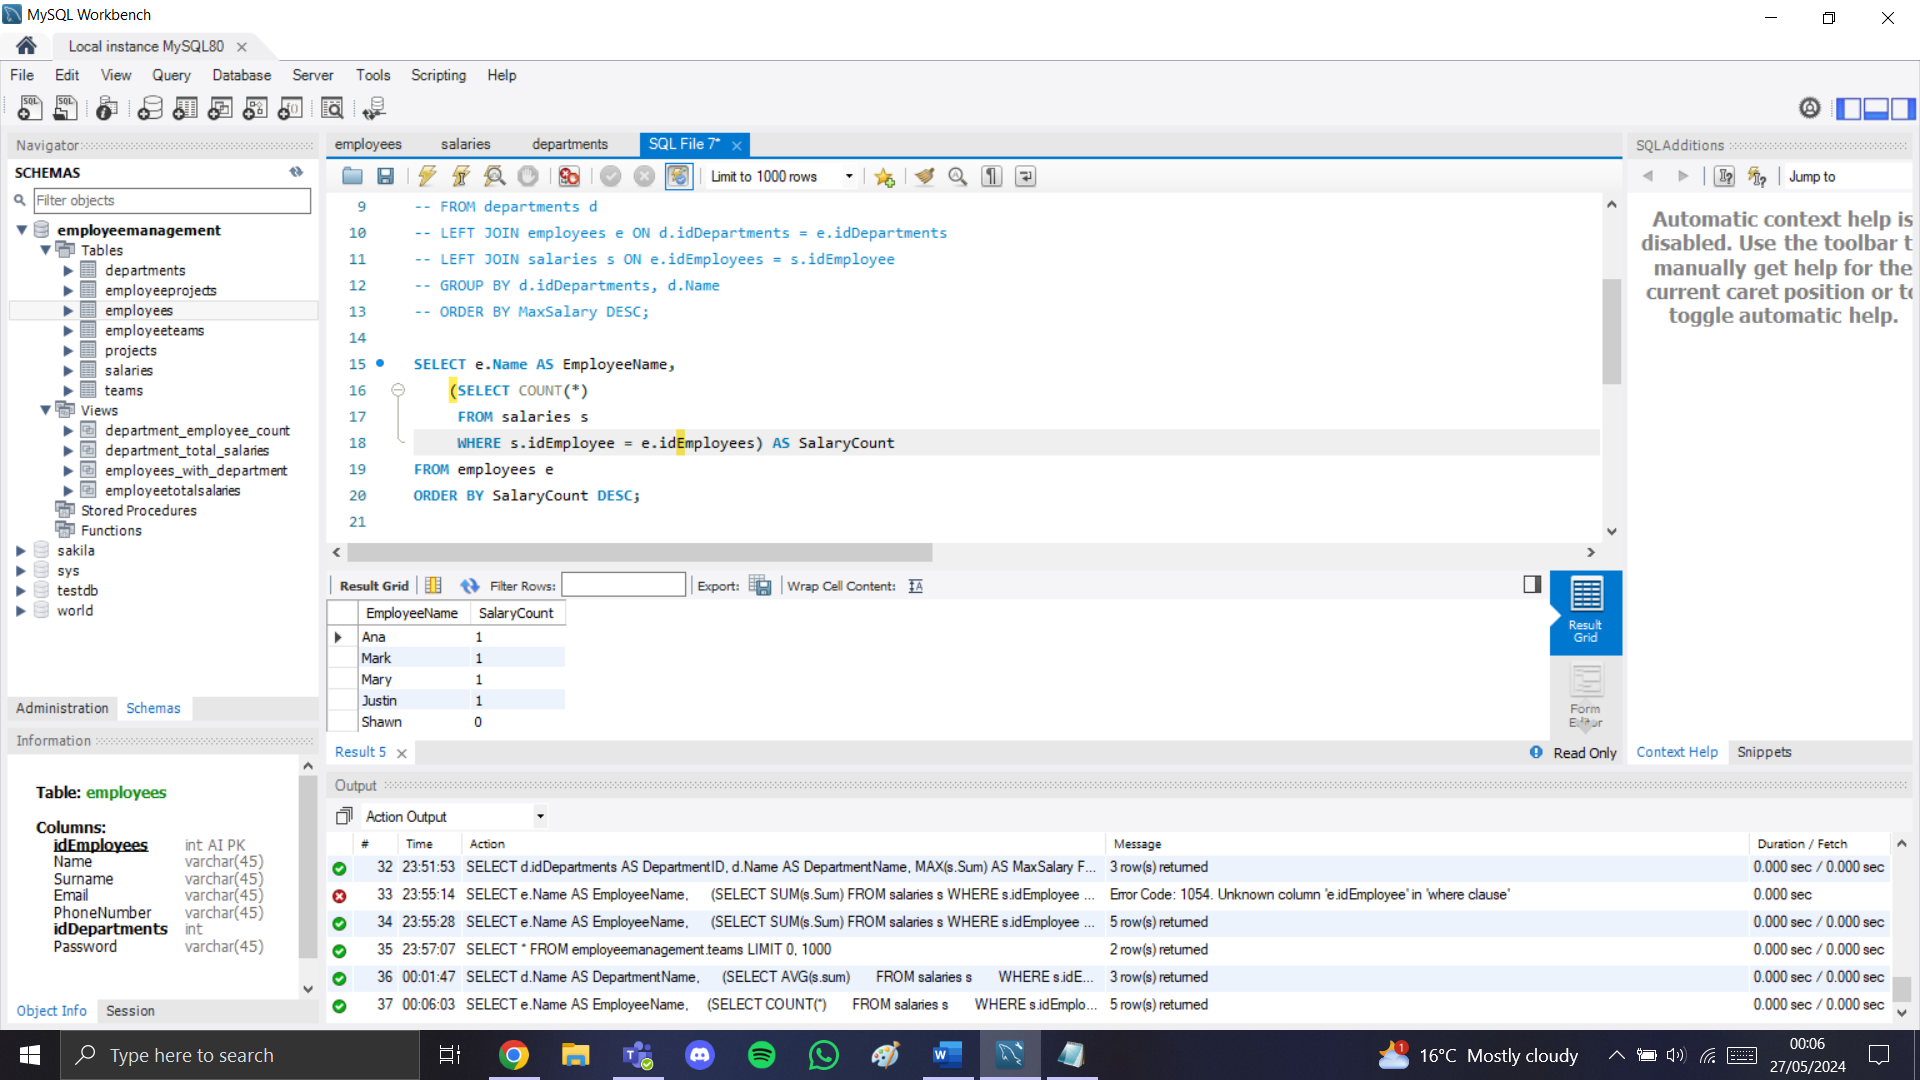 MySQL Workbench
Local instance MySQL80
File Edit View Query Database Server Tools Scripting Help
Navigator
SCHEMAS
Filter objects
employeemanagement
Tables
departments
employeeprojects
employees
employeeteams
projects
salaries
teams
Views
department_employee_count
department_total_salaries
employees_with_department
employeetotalsalaries
Stored Procedures
Functions
sakila
sys
testdb
world
Administration Schemas
Information
Table: employees
Columns:
idEmployees int AI PK
Name varchar(45)
Surname varchar(45)
Email varchar(45)
PhoneNumber varchar(45)
idDepartments int
Password varchar(45)
Object Info Session
employees salaries departments SQL File 7*
Limit to 1000 rows
9 -- FROM departments d
10 -- LEFT JOIN employees e ON d.idDepartments = e.idDepartments
11 -- LEFT JOIN salaries s ON e.idEmployees = s.idEmployee
12 -- GROUP BY d.idDepartments, d.Name
13 -- ORDER BY MaxSalary DESC;
14
15 SELECT e.Name AS EmployeeName,
16 (SELECT COUNT(*)
17 FROM salaries s
18 WHERE s.idEmployee = e.idEmployees) AS SalaryCount
19 FROM employees e
20 ORDER BY SalaryCount DESC;
21
Result Grid Filter Rows: Export: Wrap Cell Content:
EmployeeName SalaryCount
Ana 1
Mark 1
Mary 1
Justin 1
Shawn 0
Result Grid
Form Editor
Result 5
Read Only
SQLAdditions
Jump to
Automatic context help is
disabled. Use the toolbar t
manually get help for the
current caret position or to
toggle automatic help.
Context Help Snippets
Output
Action Output
# Time Action Message Duration / Fetch
32 23:51:53 SELECT d.idDepartments AS DepartmentID, d.Name AS DepartmentName, MAX(s.Sum) AS MaxSalary F... 3 row(s) returned 0.000 sec / 0.000 sec
33 23:55:14 SELECT e.Name AS EmployeeName, (SELECT SUM(s.Sum) FROM salaries s WHERE s.idEmployee ... Error Code: 1054. Unknown column 'e.idEmployee' in 'where clause' 0.000 sec
34 23:55:28 SELECT e.Name AS EmployeeName, (SELECT SUM(s.Sum) FROM salaries s WHERE s.idEmployee ... 5 row(s) returned 0.000 sec / 0.000 sec
35 23:57:07 SELECT * FROM employeemanagement.teams LIMIT 0, 1000 2 row(s) returned 0.000 sec / 0.000 sec
36 00:01:47 SELECT d.Name AS DepartmentName, (SELECT AVG(s.sum) FROM salaries s WHERE s.idE... 3 row(s) returned 0.000 sec / 0.000 sec
37 00:06:03 SELECT e.Name AS EmployeeName, (SELECT COUNT(*) FROM salaries s WHERE s.idEmplo... 5 row(s) returned 0.000 sec / 0.000 sec
Type here to search
1
16°C Mostly cloudy
00:06
27/05/2024